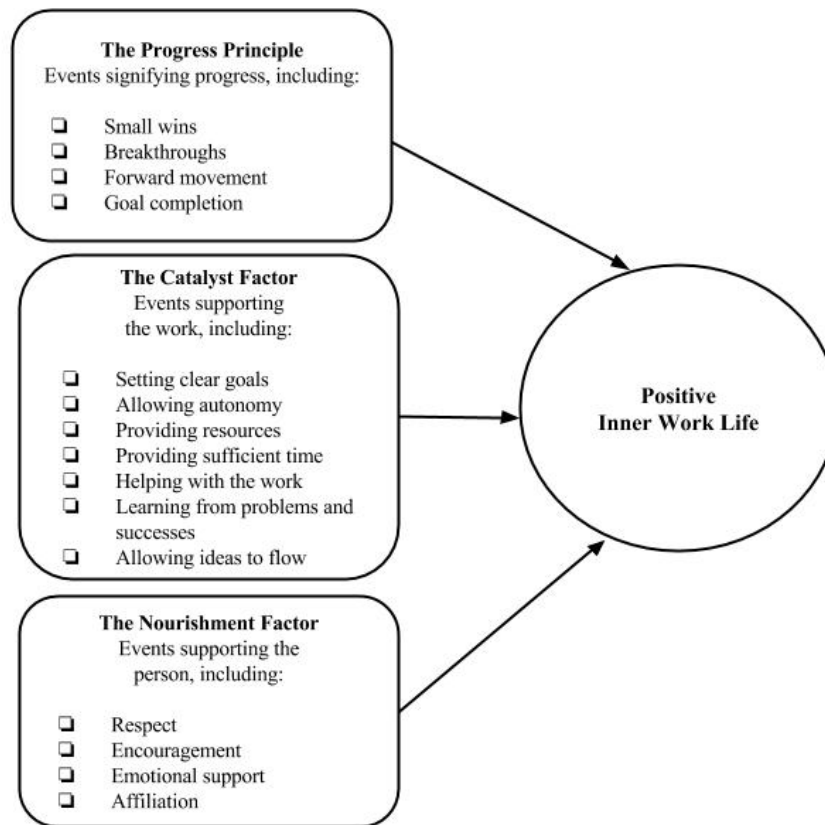 The Progress Principle
Events signifying progress, including:
❑ Small wins
❑ Breakthroughs
❑ Forward movement
❑ Goal completion
The Catalyst Factor
Events supporting
the work, including:
❑ Setting clear goals
❑ Allowing autonomy
❑ Providing resources
❑ Providing sufficient time
❑ Helping with the work
❑ Learning from problems and
successes
❑ Allowing ideas to flow
The Nourishment Factor
Events supporting the
person, including:
❑ Respect
❑ Encouragement
❑ Emotional support
❑ Affiliation
Positive
Inner Work Life